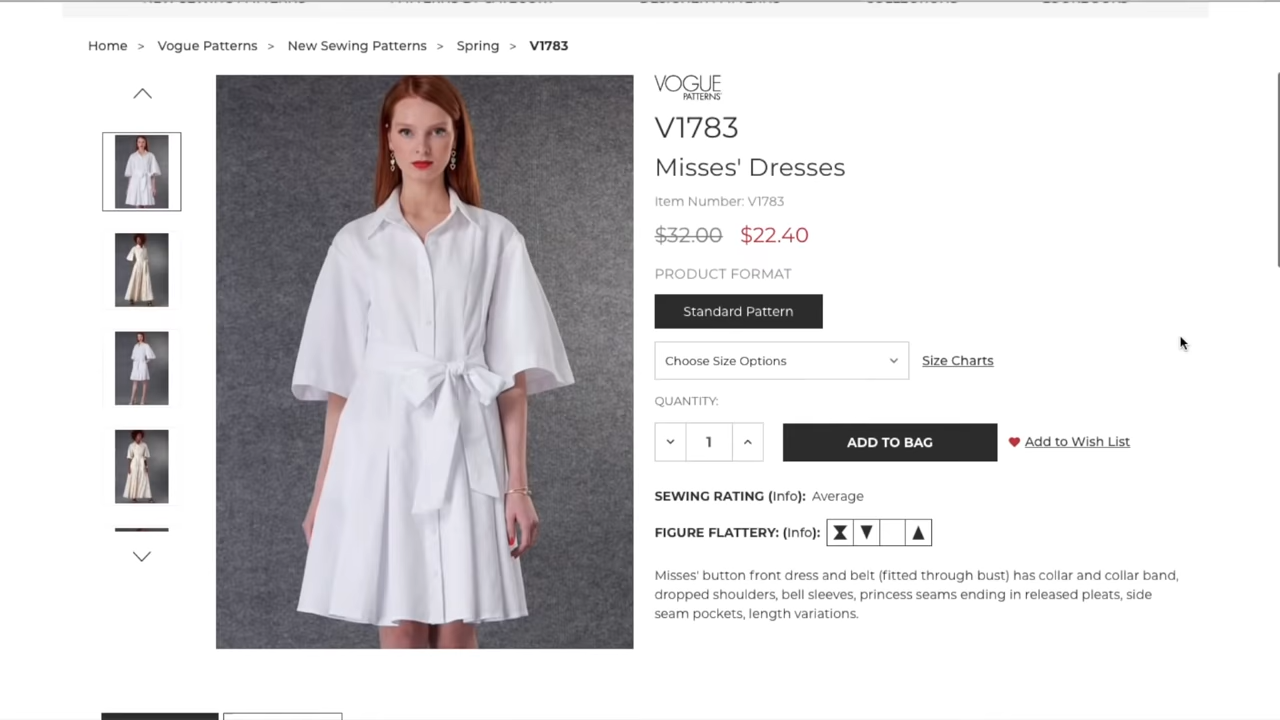 Home > Vogue Patterns > New Sewing Patterns > Spring > V1783
VOGUE
PATTERNS
V1783
Misses' Dresses
Item Number: V1783
$32.00 $22.40
PRODUCT FORMAT
Standard Pattern
Choose Size Options
Size Charts
QUANTITY:
1
ADD TO BAG
Add to Wish List
SEWING RATING (Info): Average
FIGURE FLATTERY: (Info):
Misses' button front dress and belt (fitted through bust) has collar and collar band,
dropped shoulders, bell sleeves, princess seams ending in released pleats, side
seam pockets, length variations.